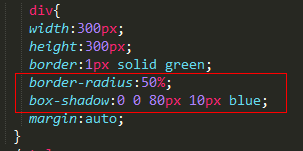 div{
width:300px;
height:300px;
border:1px solid green;
border-radius:50%;
box-shadow:0 0 80px 10px blue;
margin:auto;
}